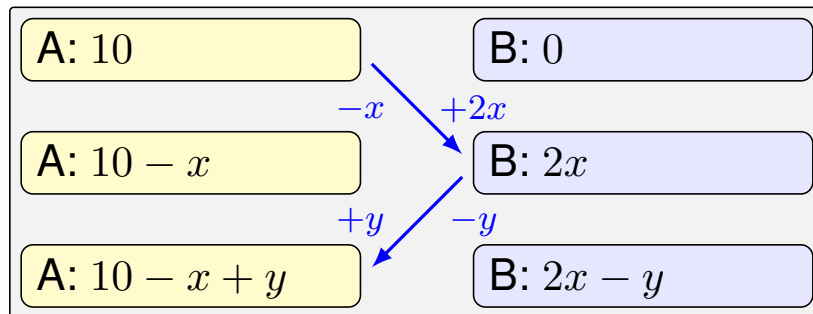 A: 10 B: 0
−x +2x
A: 10 − x B: 2x
+y −y
A: 10 − x + y B: 2x − y